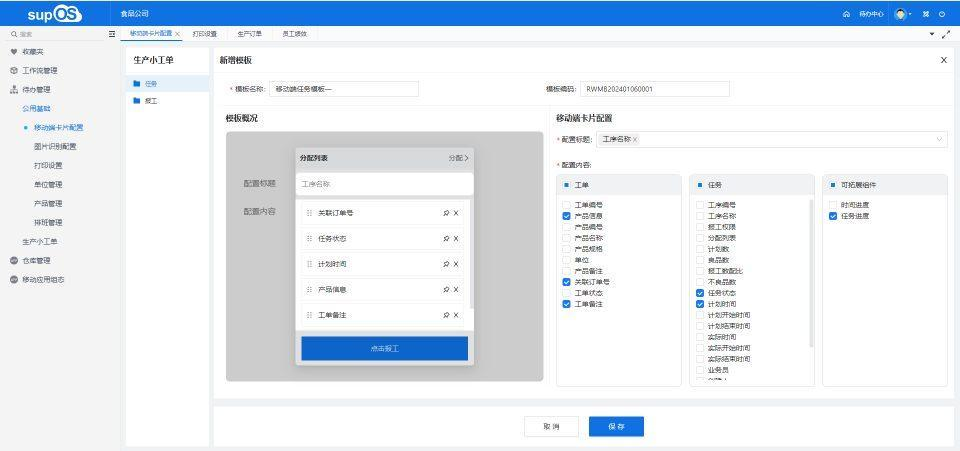 supOS
食品公司
待办中心
搜索
移动端卡片配置
打印设置
生产订单
员工绩效
收藏夹
工作流管理
待办管理
公用基础
移动端卡片配置
图片识别配置
打印设置
单位管理
产品管理
排班管理
生产小工单
仓库管理
移动应用组态
生产小工单
任务
报工
新增模板
* 模板名称: 移动端任务模板一
模板编码: RWMB202401060001
模板概况
配置标题
配置内容
分配列表
分配
工序名称
关联订单号
任务状态
计划时间
产品信息
工单备注
点击报工
移动端卡片配置
* 配置标题: 工序名称
* 配置内容:
工单
工单编号
产品信息
产品编号
产品名称
产品规格
单位
产品备注
关联订单号
工单状态
工单备注
任务
工序编号
工序名称
报工权限
分配列表
计划数
良品数
报工数配比
不良品数
任务状态
计划时间
计划开始时间
计划结束时间
实际时间
实际开始时间
实际结束时间
业务员
可拓展组件
时间进度
任务进度
取 消
保 存